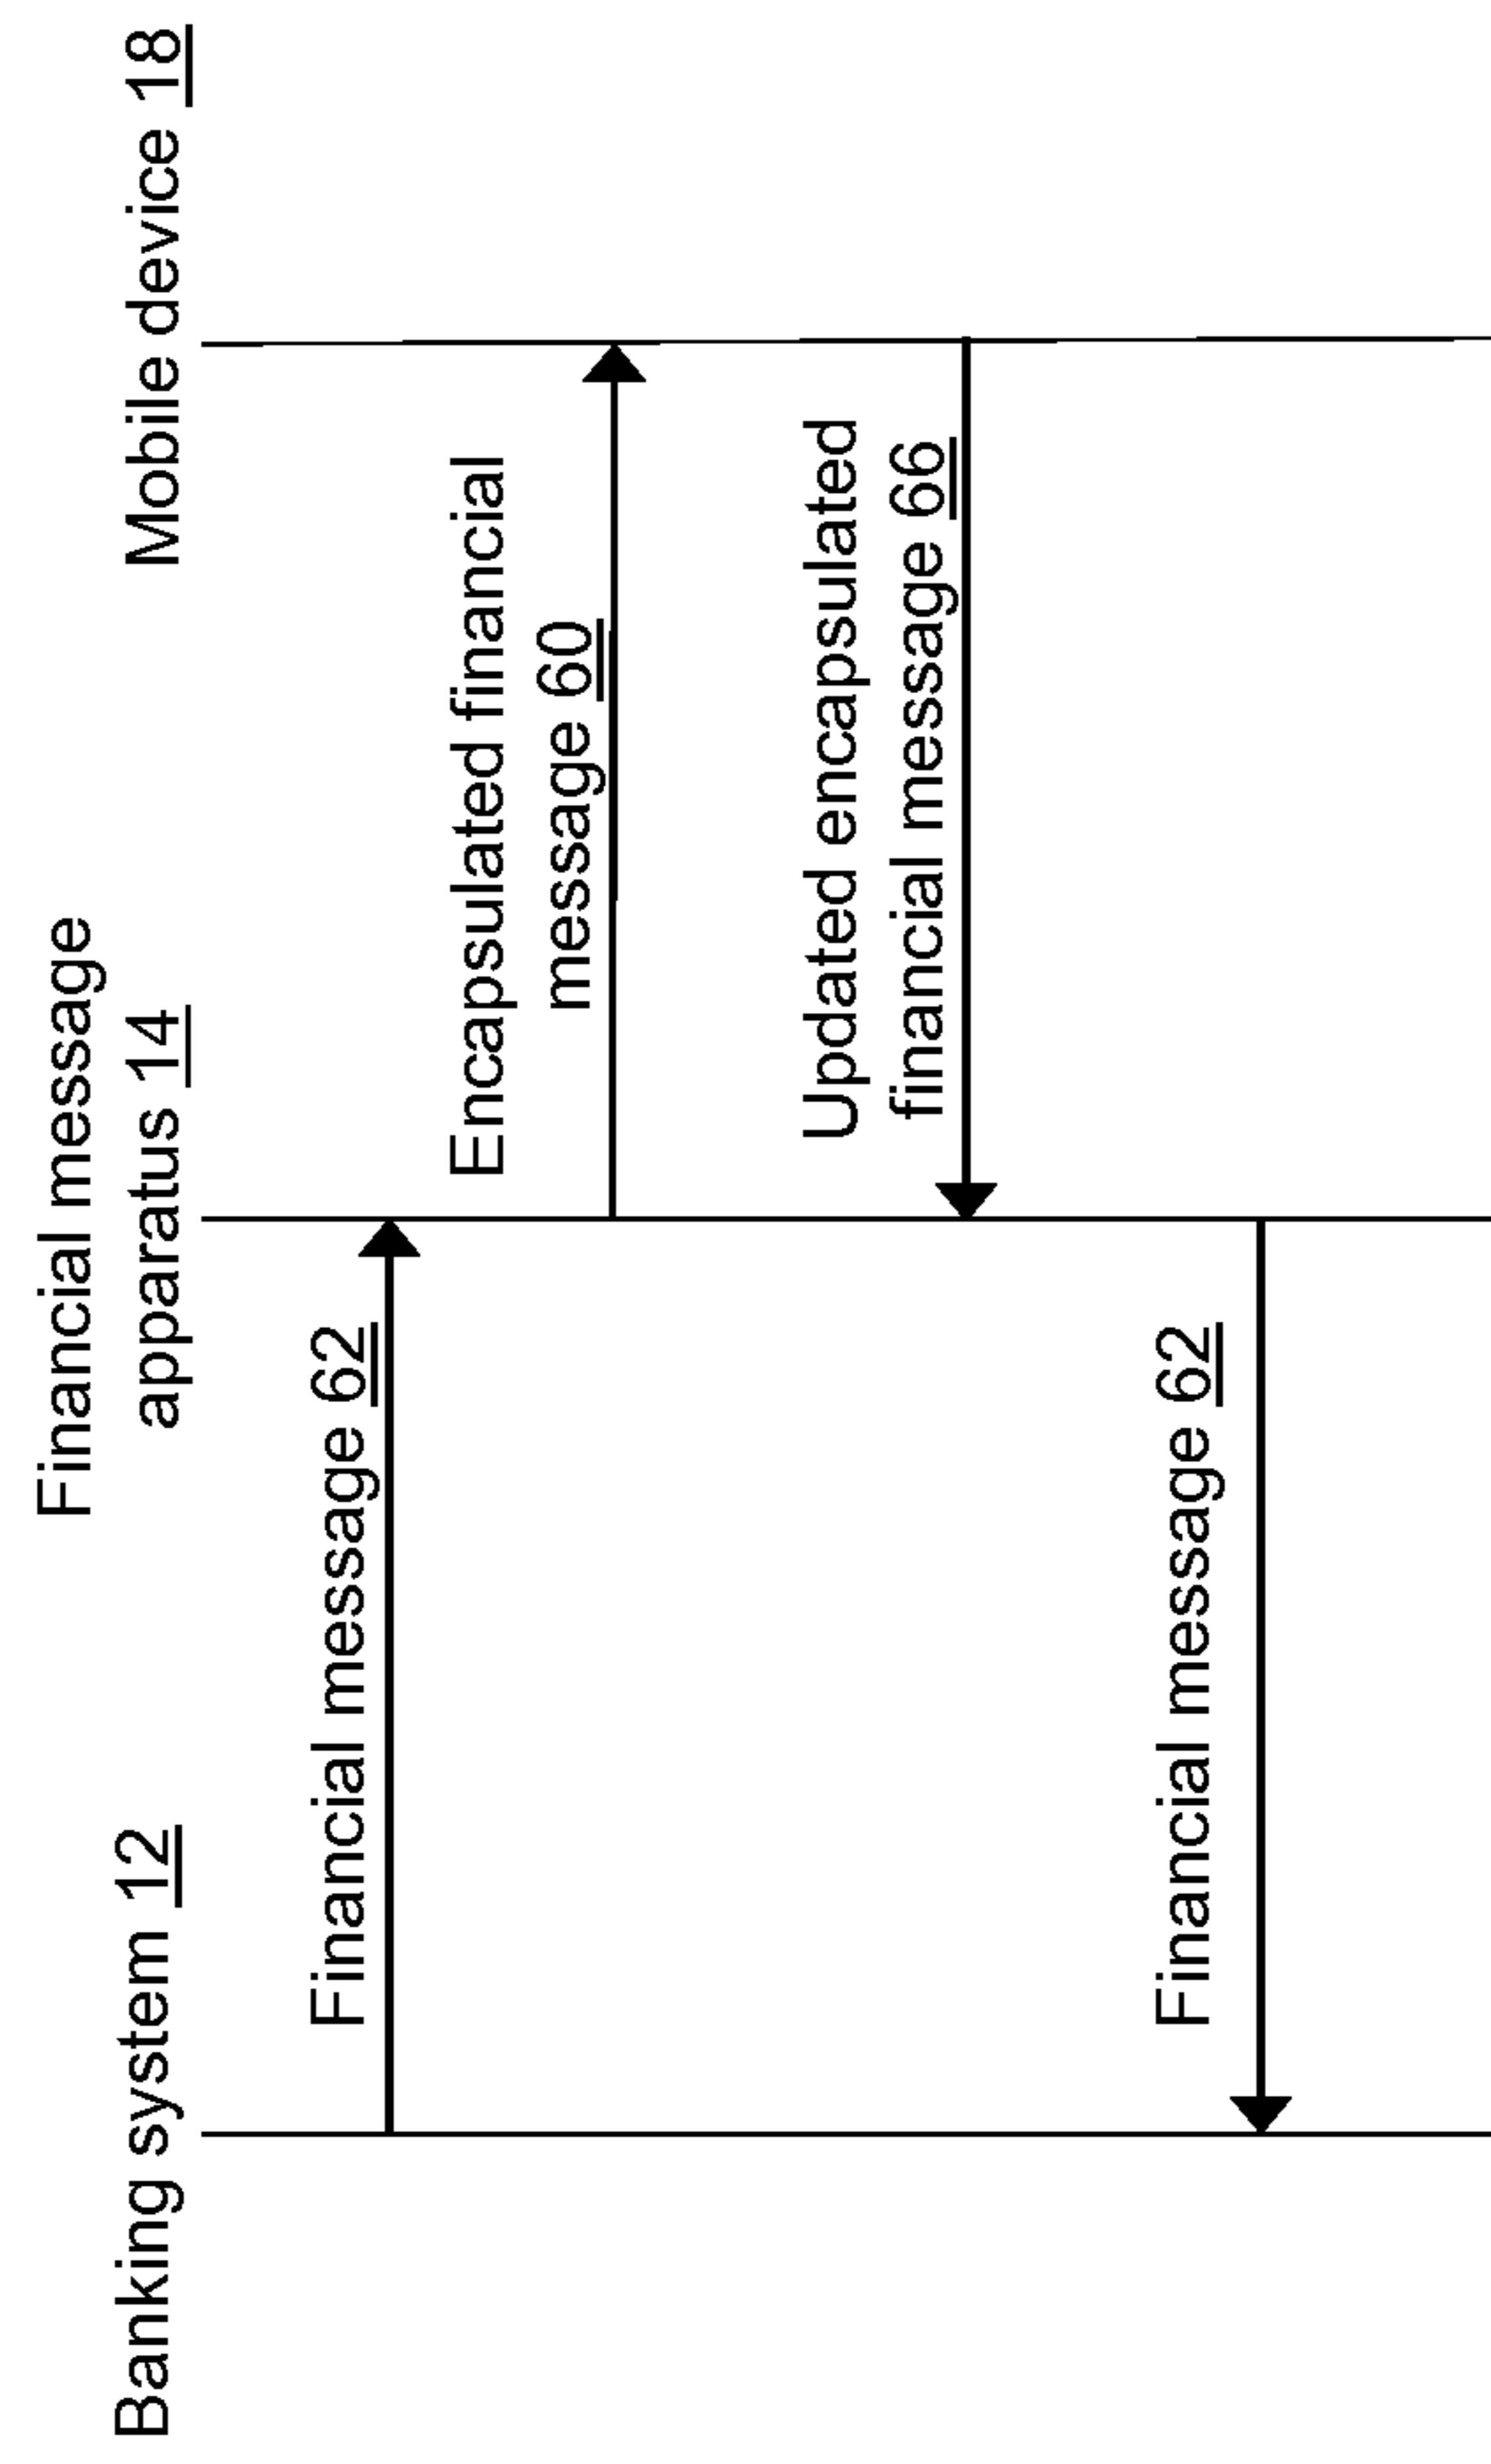 Banking system 12
Financial message
apparatus 14
Mobile device 18
Financial message 62
Encapsulated financial
message 60
Updated encapsulated
financial message 66
Financial message 62